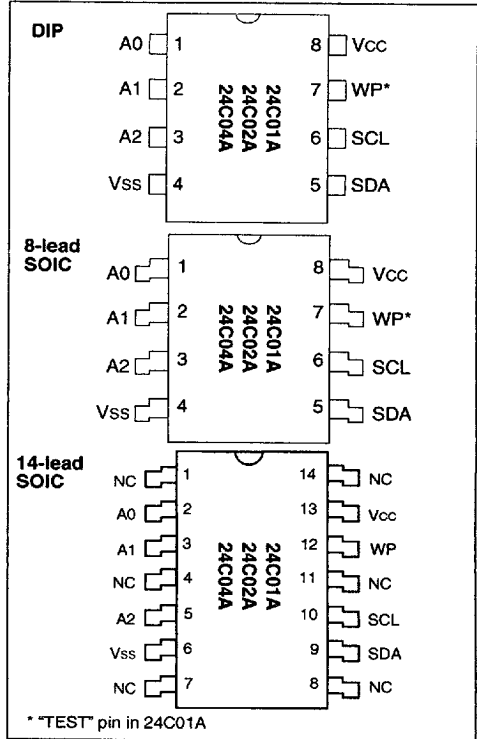 DIP
A0 1 8 Vcc
A1 2 7 WP*
A2 3 6 SCL
Vss 4 5 SDA
24C01A
24C02A
24C04A
8-lead
SOIC
A0 1 8 Vcc
A1 2 7 WP*
A2 3 6 SCL
Vss 4 5 SDA
24C01A
24C02A
24C04A
14-lead
SOIC
NC 1 14 NC
A0 2 13 Vcc
A1 3 12 WP
NC 4 11 NC
A2 5 10 SCL
Vss 6 9 SDA
NC 7 8 NC
24C01A
24C02A
24C04A
* "TEST" pin in 24C01A